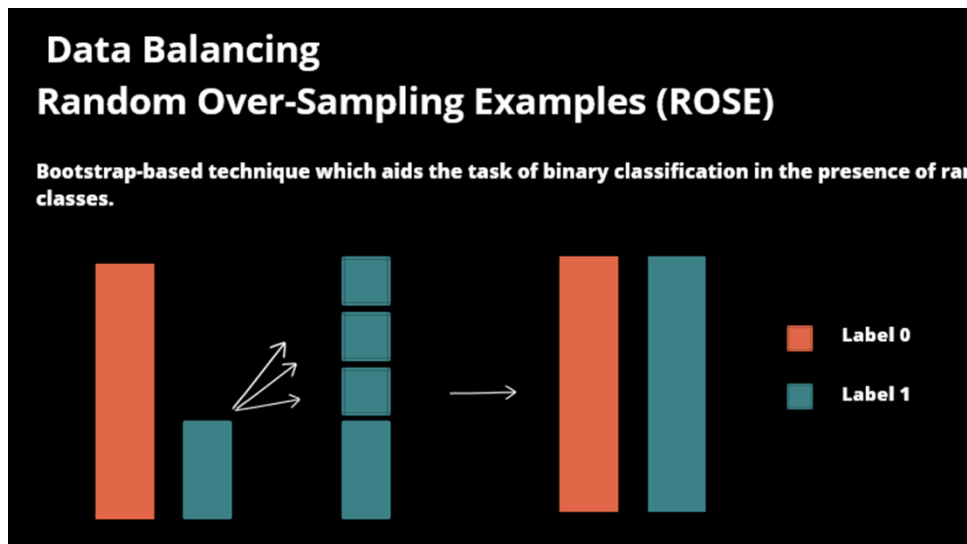 Data Balancing
Random Over-Sampling Examples (ROSE)
Bootstrap-based technique which aids the task of binary classification in the presence of
classes.
Label 0
Label 1